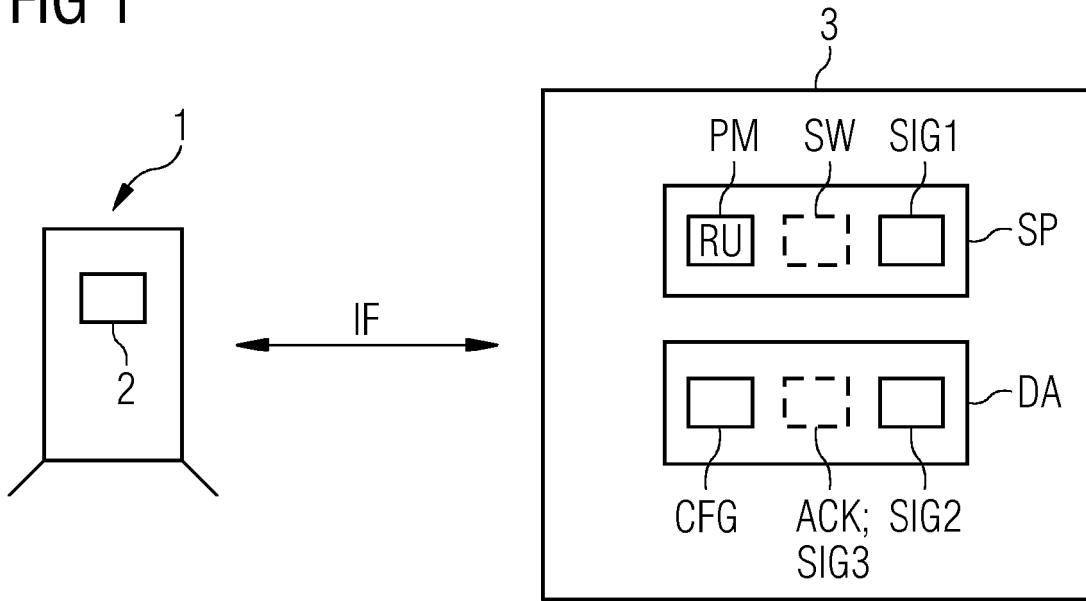 FIG 1
3
1
PM SW SIG1
RU
SP
IF
2
DA
CFG ACK; SIG2
SIG3